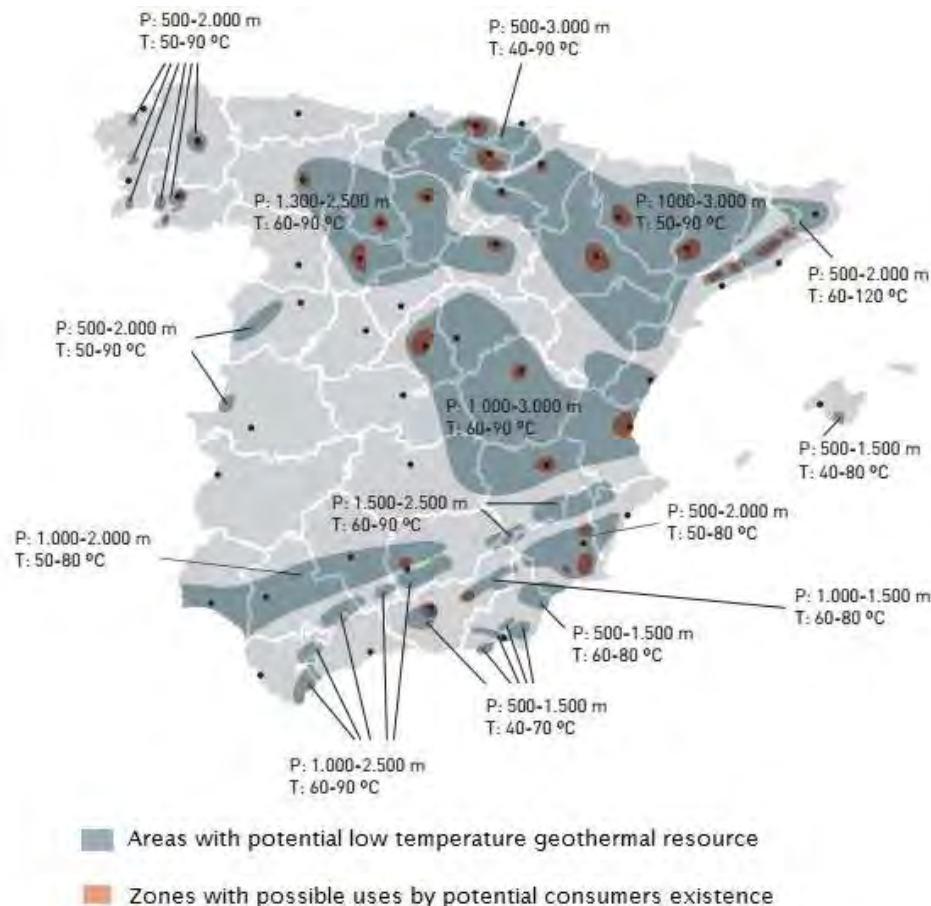 P: 500-2.000 m
T: 50-90 ºC
P: 500-3.000 m
T: 40-90 ºC
P: 1.300-2.500 m
T: 60-90 ºC
P: 1000-3.000 m
T: 50-90 ºC
P: 500-2.000 m
T: 60-120 ºC
P: 500-2.000 m
T: 50-90 ºC
P: 1.000-3.000 m
T: 60-90 ºC
P: 500-1.500 m
T: 40-80 ºC
P: 1.500-2.500 m
T: 60-90 ºC
P: 500-2.000 m
T: 50-80 ºC
P: 1.000-2.000 m
T: 50-80 ºC
P: 1.000-1.500 m
T: 60-80 ºC
P: 500-1.500 m
T: 60-80 ºC
P: 500-1.500 m
T: 40-70 ºC
P: 1.000-2.500 m
T: 60-90 ºC
Areas with potential low temperature geothermal resource
Zones with possible uses by potential consumers existence